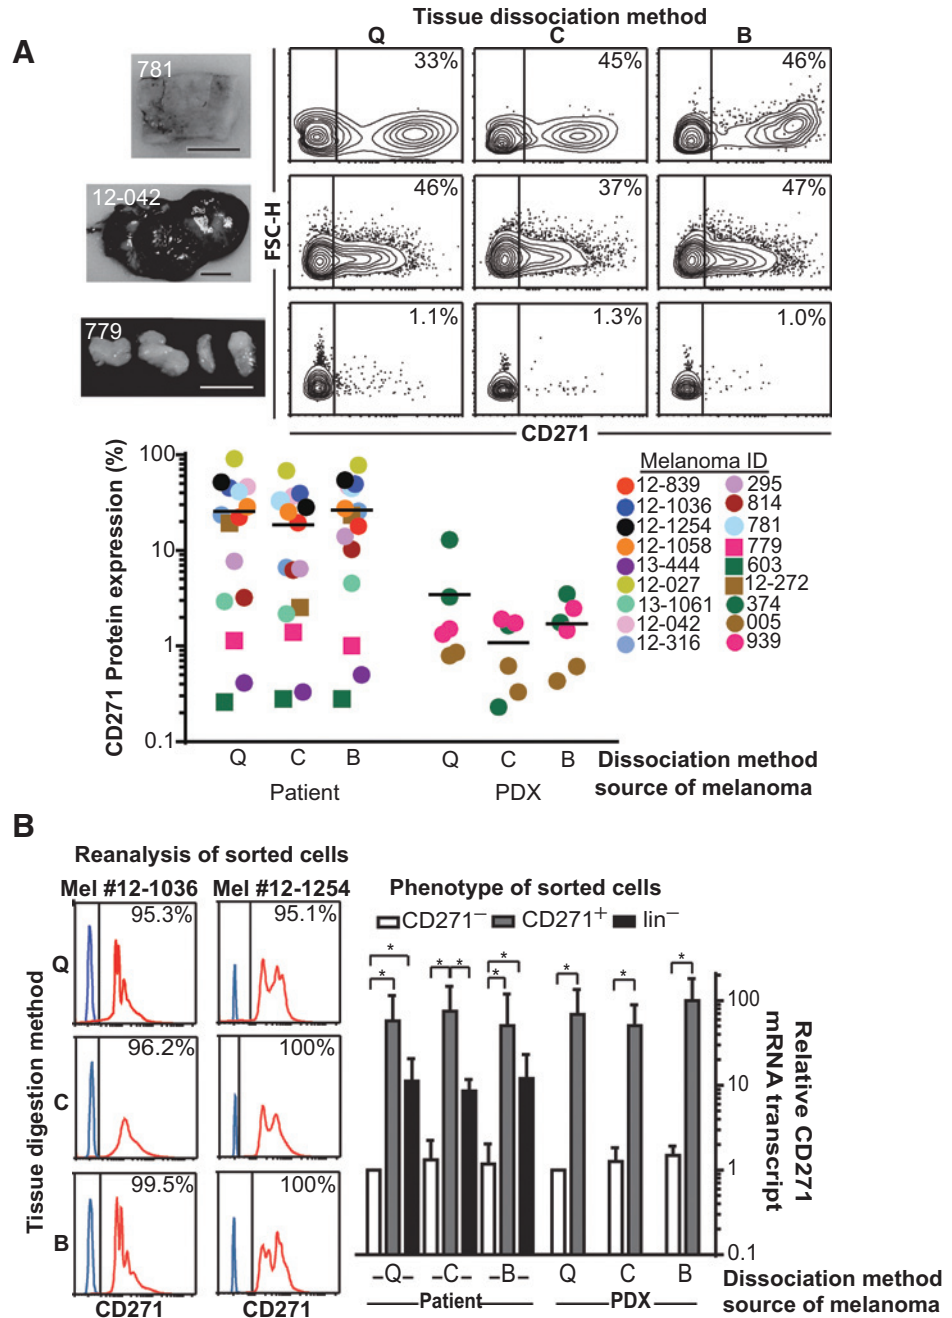 Tissue dissociation method
A
Q C B
781
33% 45% 46%
12-042
46% 37% 47%
FSC-H
779
1.1% 1.3% 1.0%
CD271
CD271 Protein expression (%)
100
10
1
0.1
Q C B Q C B
Patient PDX
Dissociation method
source of melanoma
Melanoma ID
12-839 295
12-1036 814
12-1254 781
12-1058 779
13-444 603
12-027 12-272
13-1061 374
12-042 005
12-316 939
B
Reanalysis of sorted cells
Mel #12-1036 Mel #12-1254
Tissue digestion method
Q 95.3% 95.1%
C 96.2% 100%
B 99.5% 100%
CD271 CD271
Phenotype of sorted cells
CD271− CD271+ lin−
* * * * * * * * *
100
10
1
0.1
Relative CD271
mRNA transcript
Q C B Q C B
Patient PDX
Dissociation method
source of melanoma